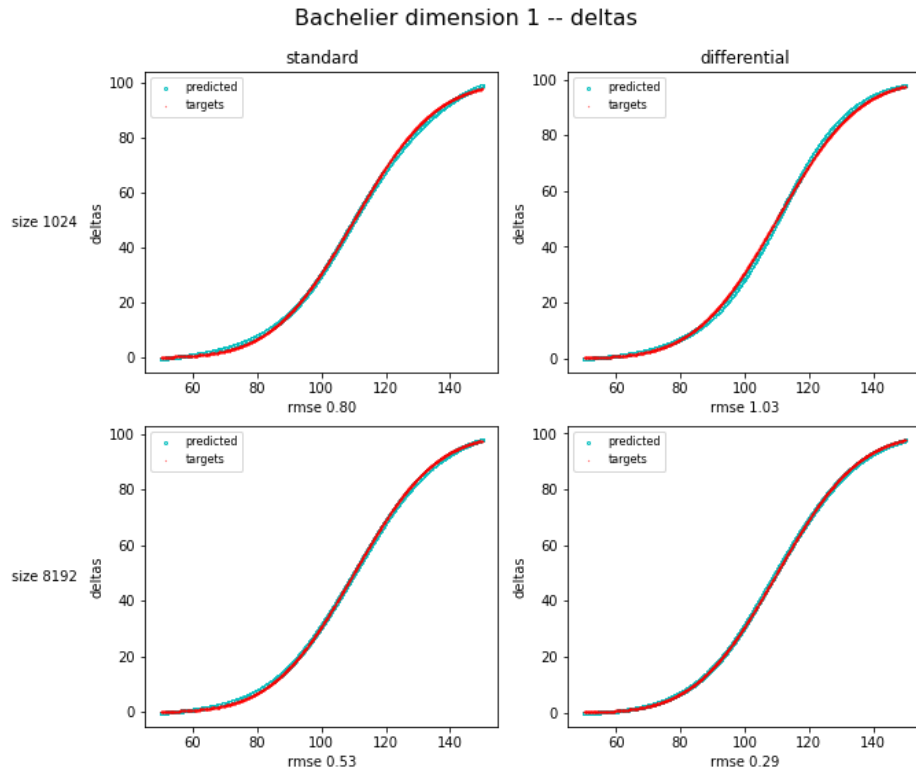 Bachelier dimension 1 -- deltas
standard
differential
size 1024
deltas
100
80
60
40
20
0
predicted
targets
60 80 100 120 140
rmse 0.80
deltas
100
80
60
40
20
0
predicted
targets
60 80 100 120 140
rmse 1.03
size 8192
deltas
100
80
60
40
20
0
predicted
targets
60 80 100 120 140
rmse 0.53
deltas
100
80
60
40
20
0
predicted
targets
60 80 100 120 140
rmse 0.29